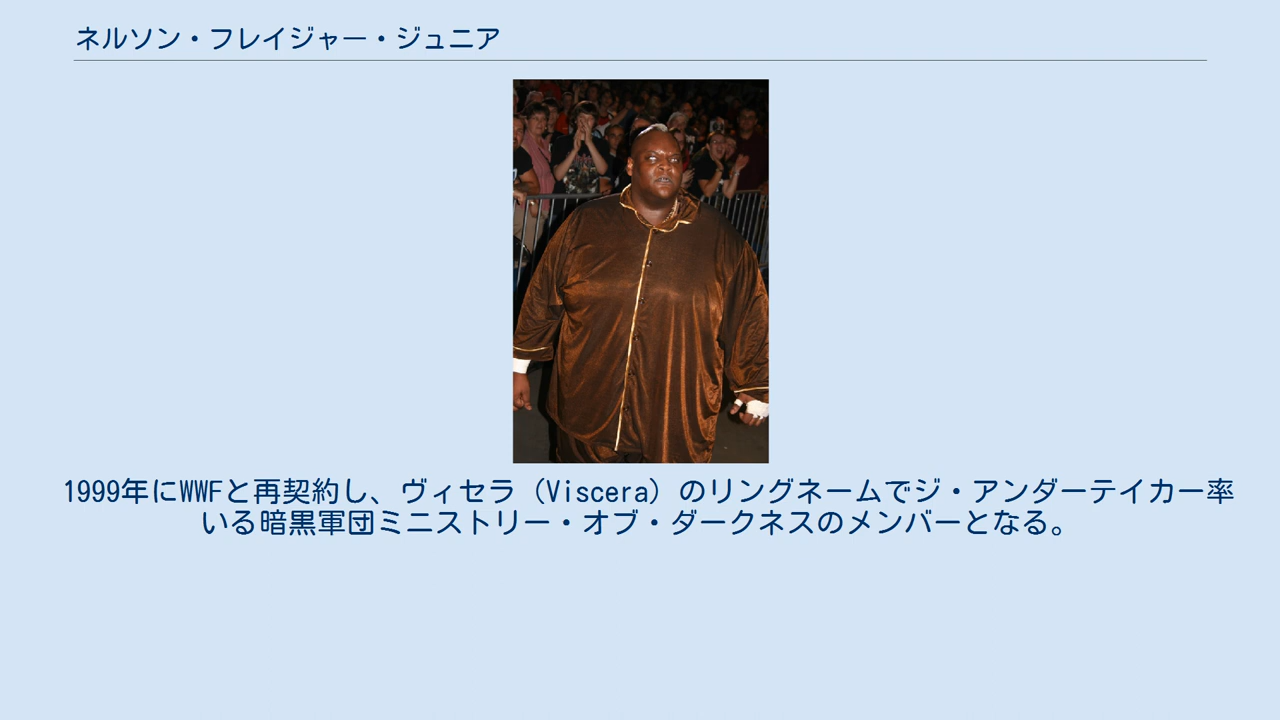 ネルソン・フレイジャー・ジュニア
1999年にWWFと再契約し、ヴィセラ（Viscera）のリングネームでジ・アンダーテイカー率
いる暗黒軍団ミニストリー・オブ・ダークネスのメンバーとなる。